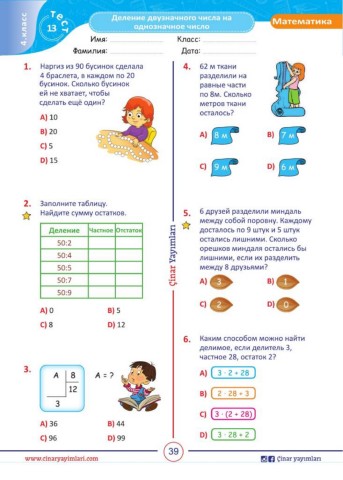 4 класс
ТЕСТ
13
Деление двузначного числа на
однозначное число
Математика
Имя:
Класс:
Фамилия:
Дата:
1.
Наргиз из 90 бусинок сделала
4 браслета, в каждом по 20
бусинок. Сколько бусинок
ей не хватает, чтобы
сделать ещё один?
A) 10
B) 20
C) 5
D) 15
2.
Заполните таблицу.
Найдите сумму остатков.
Деление Частное Остаток
50:2
50:4
50:5
50:7
50:9
A) 0 B) 5
C) 8 D) 12
3.
A 8
12
3
A = ?
A) 36 B) 44
C) 96 D) 99
Çinar Yayımları
4.
62 м ткани
разделили на
равные части
по 8м. Сколько
метров ткани
осталось?
A) 8 м B) 7 м
C) 9 м D) 6 м
5.
6 друзей разделили миндаль
между собой поровну. Каждому
досталось по 9 штук и 5 штук
остались лишними. Сколько
орешков миндаля остались бы
лишними, если их разделить
между 8 друзьями?
A) 3 B) 1
C) 2 D) 0
6.
Каким способом можно найти
делимое, если делитель 3,
частное 28, остаток 2?
A) 3 · 2 + 28
B) 2 · 28 + 3
C) 3 · (2 + 28)
D) 3 · 28 + 2
www.cinaryayimlari.com
39
Çinar yayımları